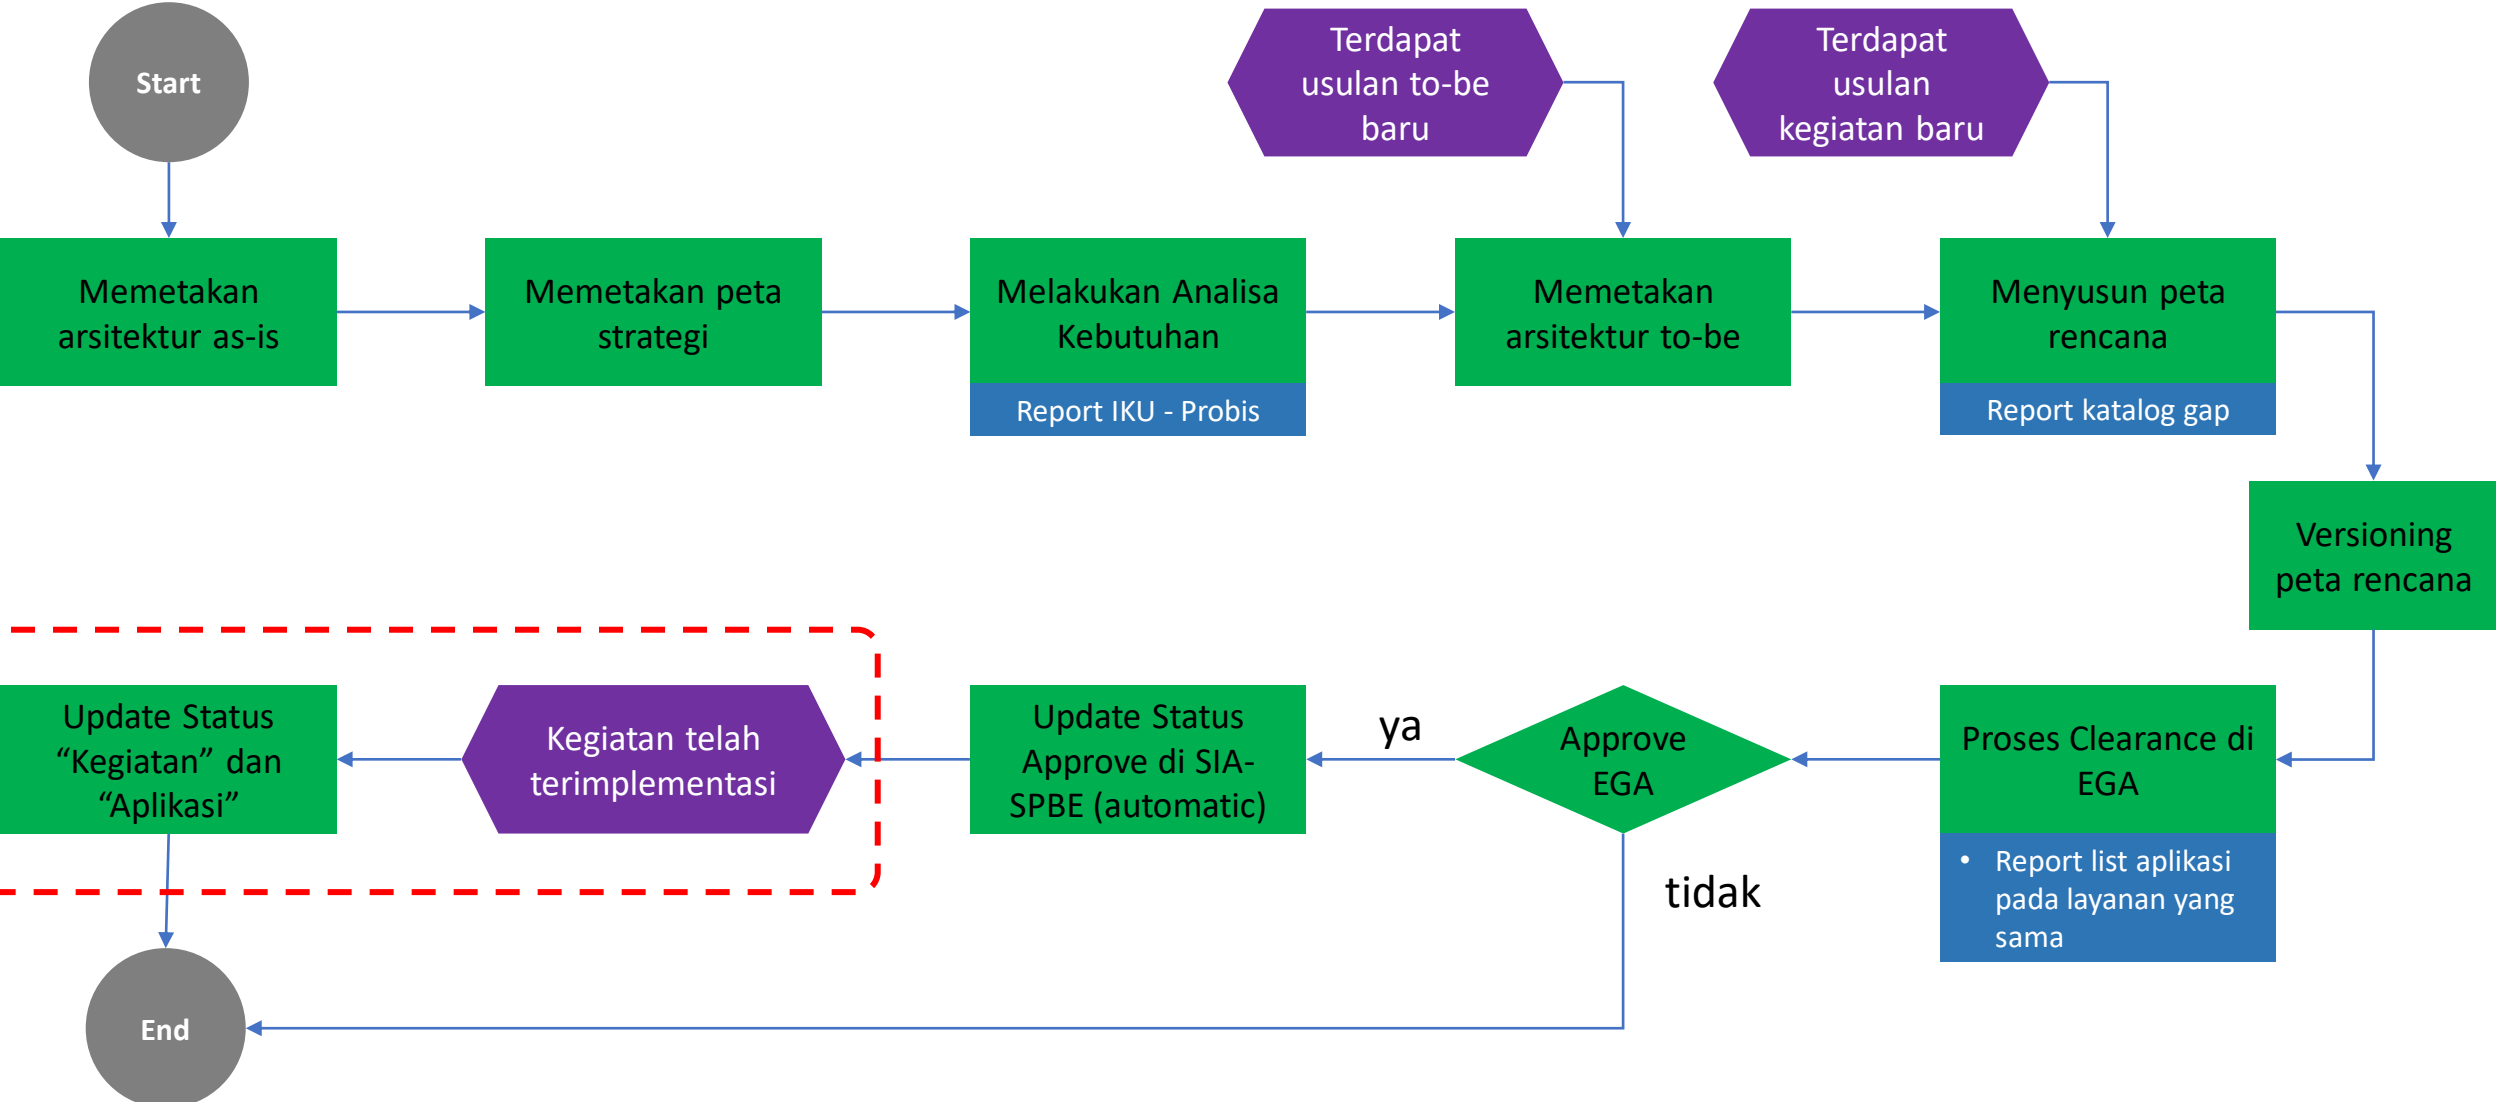 Start
Terdapat
usulan to-be
baru
Terdapat
usulan
kegiatan baru
Memetakan
arsitektur as-is
Memetakan peta
strategi
Melakukan Analisa
Kebutuhan
Report IKU - Probis
Memetakan
arsitektur to-be
Menyusun peta
rencana
Report katalog gap
Versioning
peta rencana
Proses Clearance di
EGA
• Report list aplikasi
pada layanan yang
sama
Approve
EGA
ya
tidak
Update Status
Approve di SIA-
SPBE (automatic)
Kegiatan telah
terimplementasi
Update Status
“Kegiatan” dan
“Aplikasi”
End